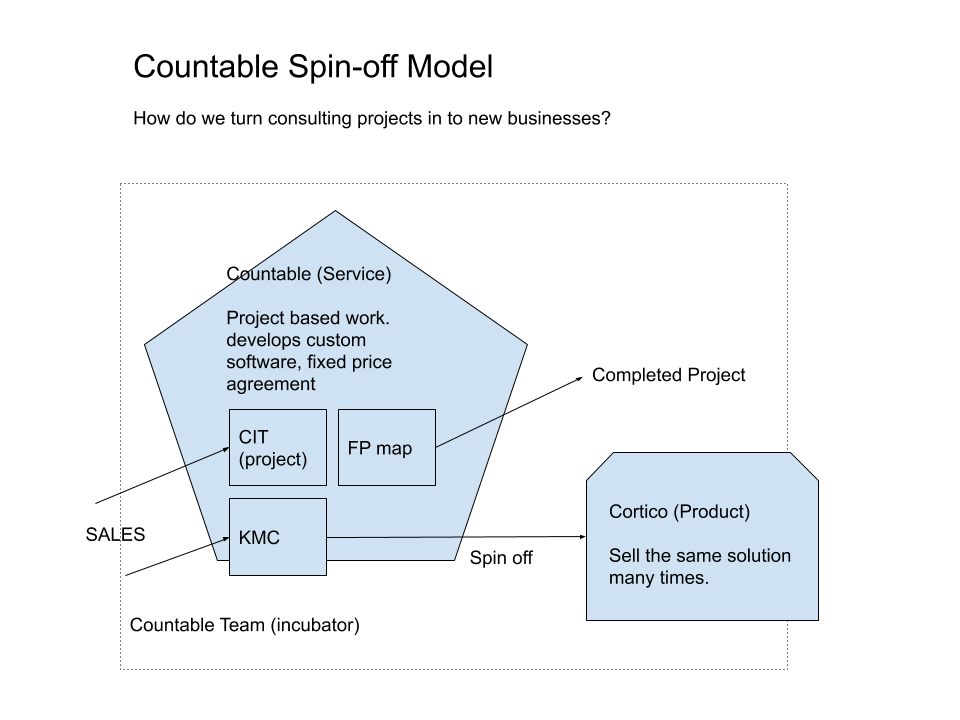 Countable Spin-off Model
How do we turn consulting projects in to new businesses?
Countable (Service)
Project based work.
develops custom
software, fixed price
agreement
Completed Project
CIT
(project)
FP map
SALES
KMC
Spin off
Cortico (Product)
Sell the same solution
many times.
Countable Team (incubator)